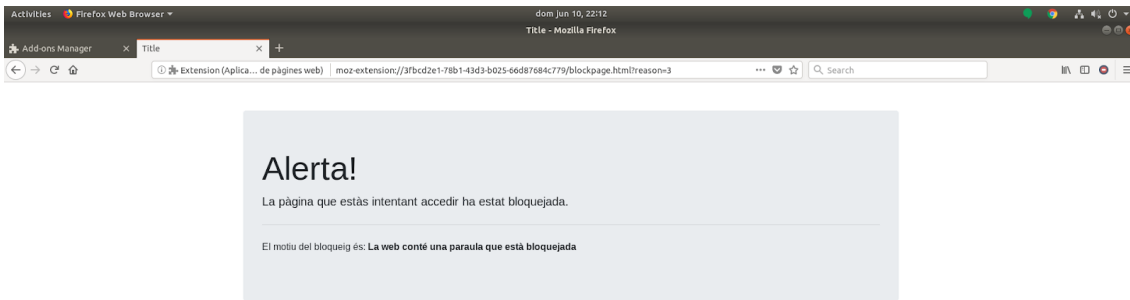 Activities Firefox Web Browser dom jun 10, 22:12
Title - Mozilla Firefox
Add-ons Manager Title
Extension (Aplica... de pàgines web) moz-extension://3fbcd2e1-78b1-43d3-b025-66d87684c779/blockpage.html?reason=3 Search
Alerta!
La pàgina que estàs intentant accedir ha estat bloquejada.
El motiu del bloqueig és: La web conté una paraula que està bloquejada